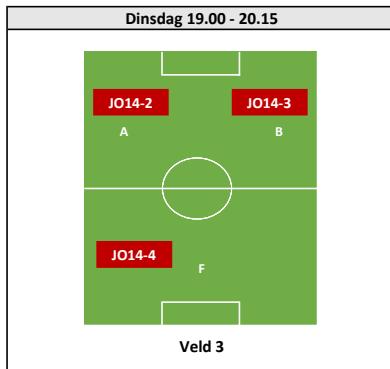 Dinsdag 19.00 - 20.15
JO14-2 JO14-3
A B
JO14-4
F
Veld 3